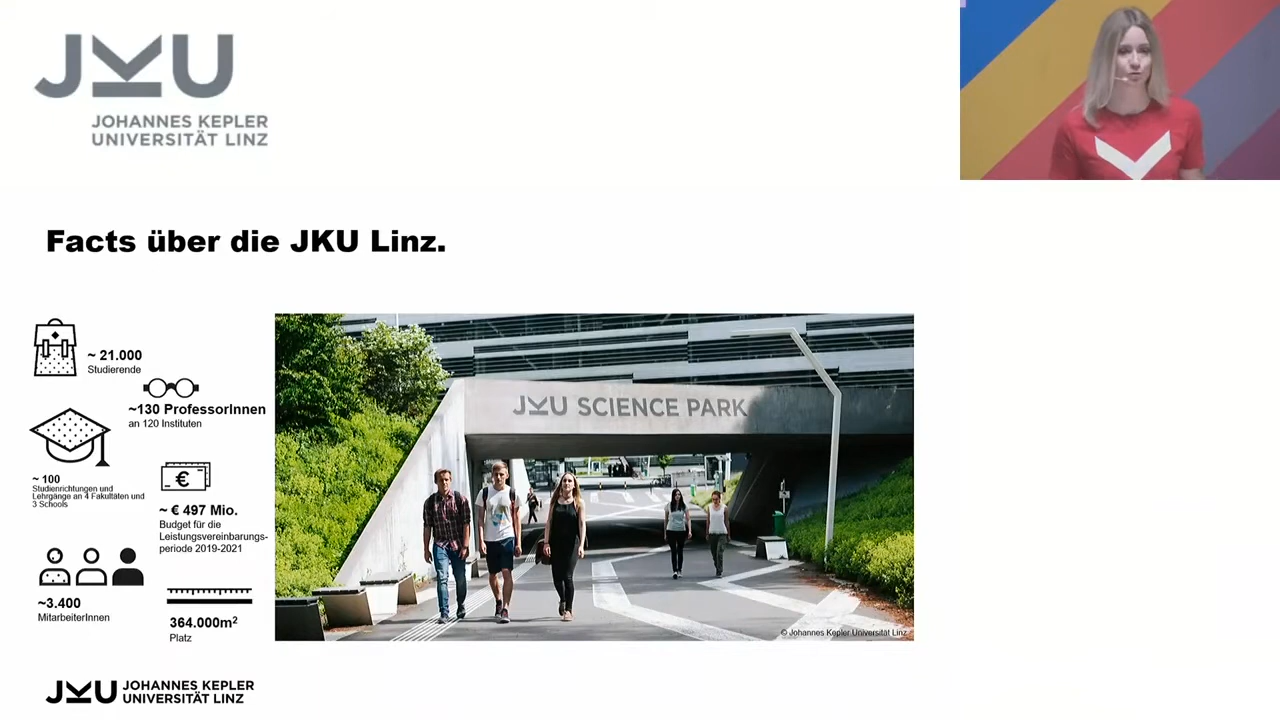 JKU
JOHANNES KEPLER
UNIVERSITÄT LINZ
Facts über die JKU Linz.
~ 21.000
Studierende
~130 ProfessorInnen
an 120 Instituten
~ 100
Studienrichtungen und
Lehrgänge an 4 Fakultäten und
3 Schools
~ € 497 Mio.
Budget für die
Leistungsvereinbarungs-
periode 2019-2021
~3.400
MitarbeiterInnen
364.000m²
Platz
JKU SCIENCE PARK
© Johannes Kepler Universität Linz
JKU JOHANNES KEPLER
UNIVERSITÄT LINZ